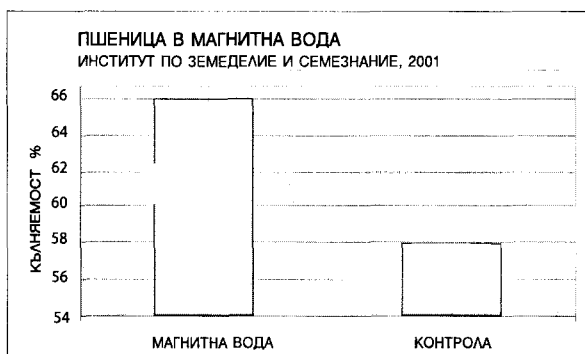 ПШЕНИЦА В МАГНИТНА ВОДА
ИНСТИТУТ ПО ЗЕМЕДЕЛИЕ И СЕМЕЗНАНИЕ, 2001
КЪЛНЯЕМОСТ %
66
64
62
60
58
56
54
МАГНИТНА ВОДА КОНТРОЛА